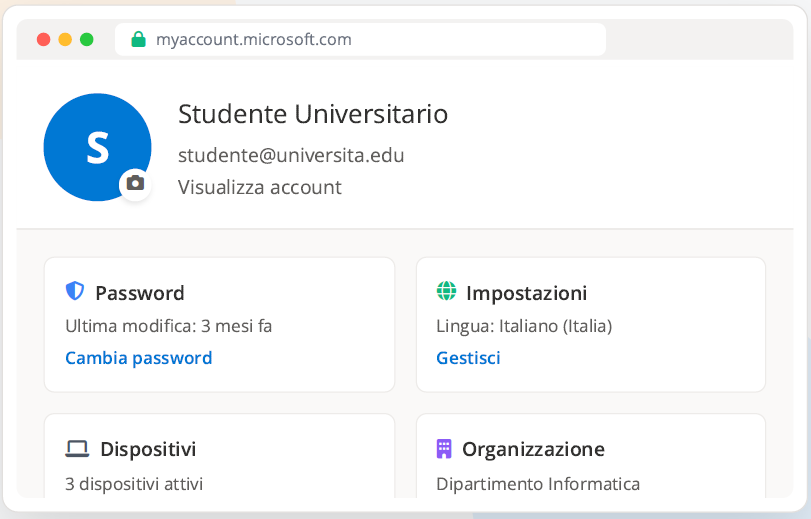 myaccount.microsoft.com
S
Studente Universitario
studente@universita.edu
Visualizza account
Password
Ultima modifica: 3 mesi fa
Cambia password
Impostazioni
Lingua: Italiano (Italia)
Gestisci
Dispositivi
3 dispositivi attivi
Organizzazione
Dipartimento Informatica